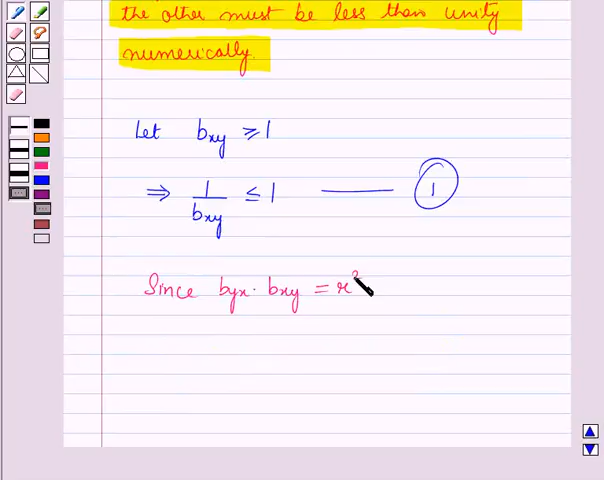 the other must be less than unity
numerically.
Let bxy ≥ 1
⇒ 1/bxy ≤ 1 —— ①
Since byx · bxy = r²